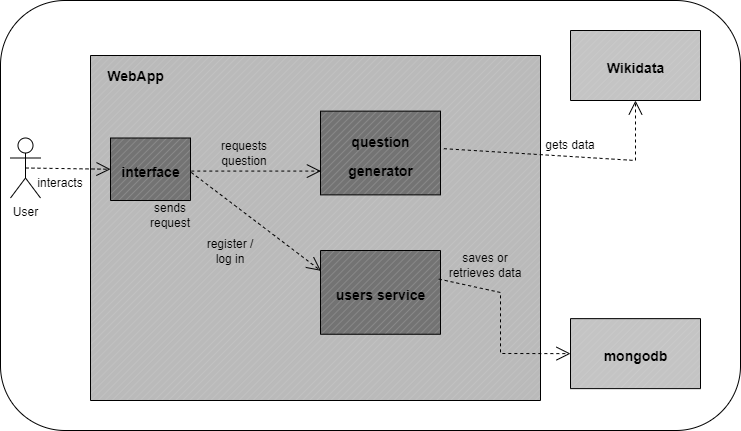 Wikidata
WebApp
requests
question
question
generator
gets data
interface
interacts
User
sends
request
register /
log in
saves or
retrieves data
users service
mongodb